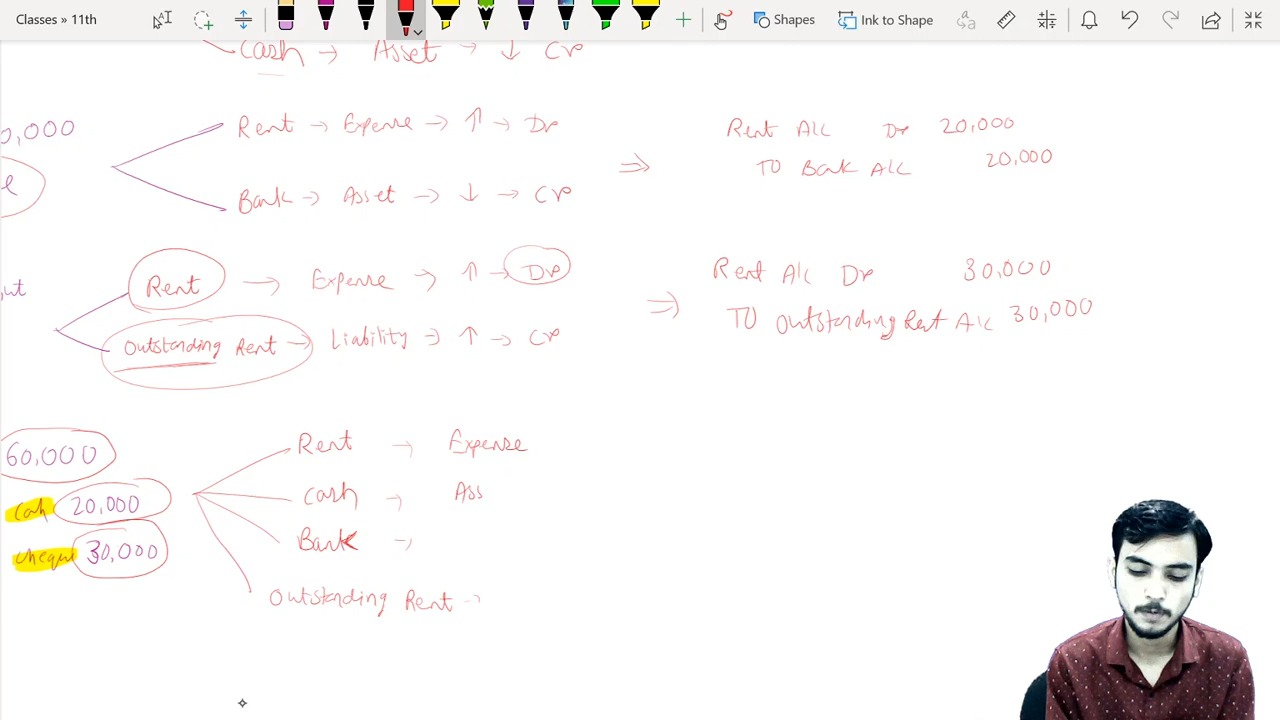 Classes » 11th
Shapes
Ink to Shape
Cash → Asset → ↓ Cr
0,000
Rent → Expense → ↑ → Dr
Bank → Asset → ↓ → Cr
⇒
Rent A/c Dr 20,000
TO Bank A/c 20,000
Rent → Expense → ↑ → Dr
Outstanding Rent → Liability → ↑ → Cr
⇒
Rent A/c Dr 30,000
TO Outstanding Rent A/c 30,000
60,000
Cash 20,000
Cheque 30,000
Rent → Expense
Cash → Ass
Bank →
Outstanding Rent →